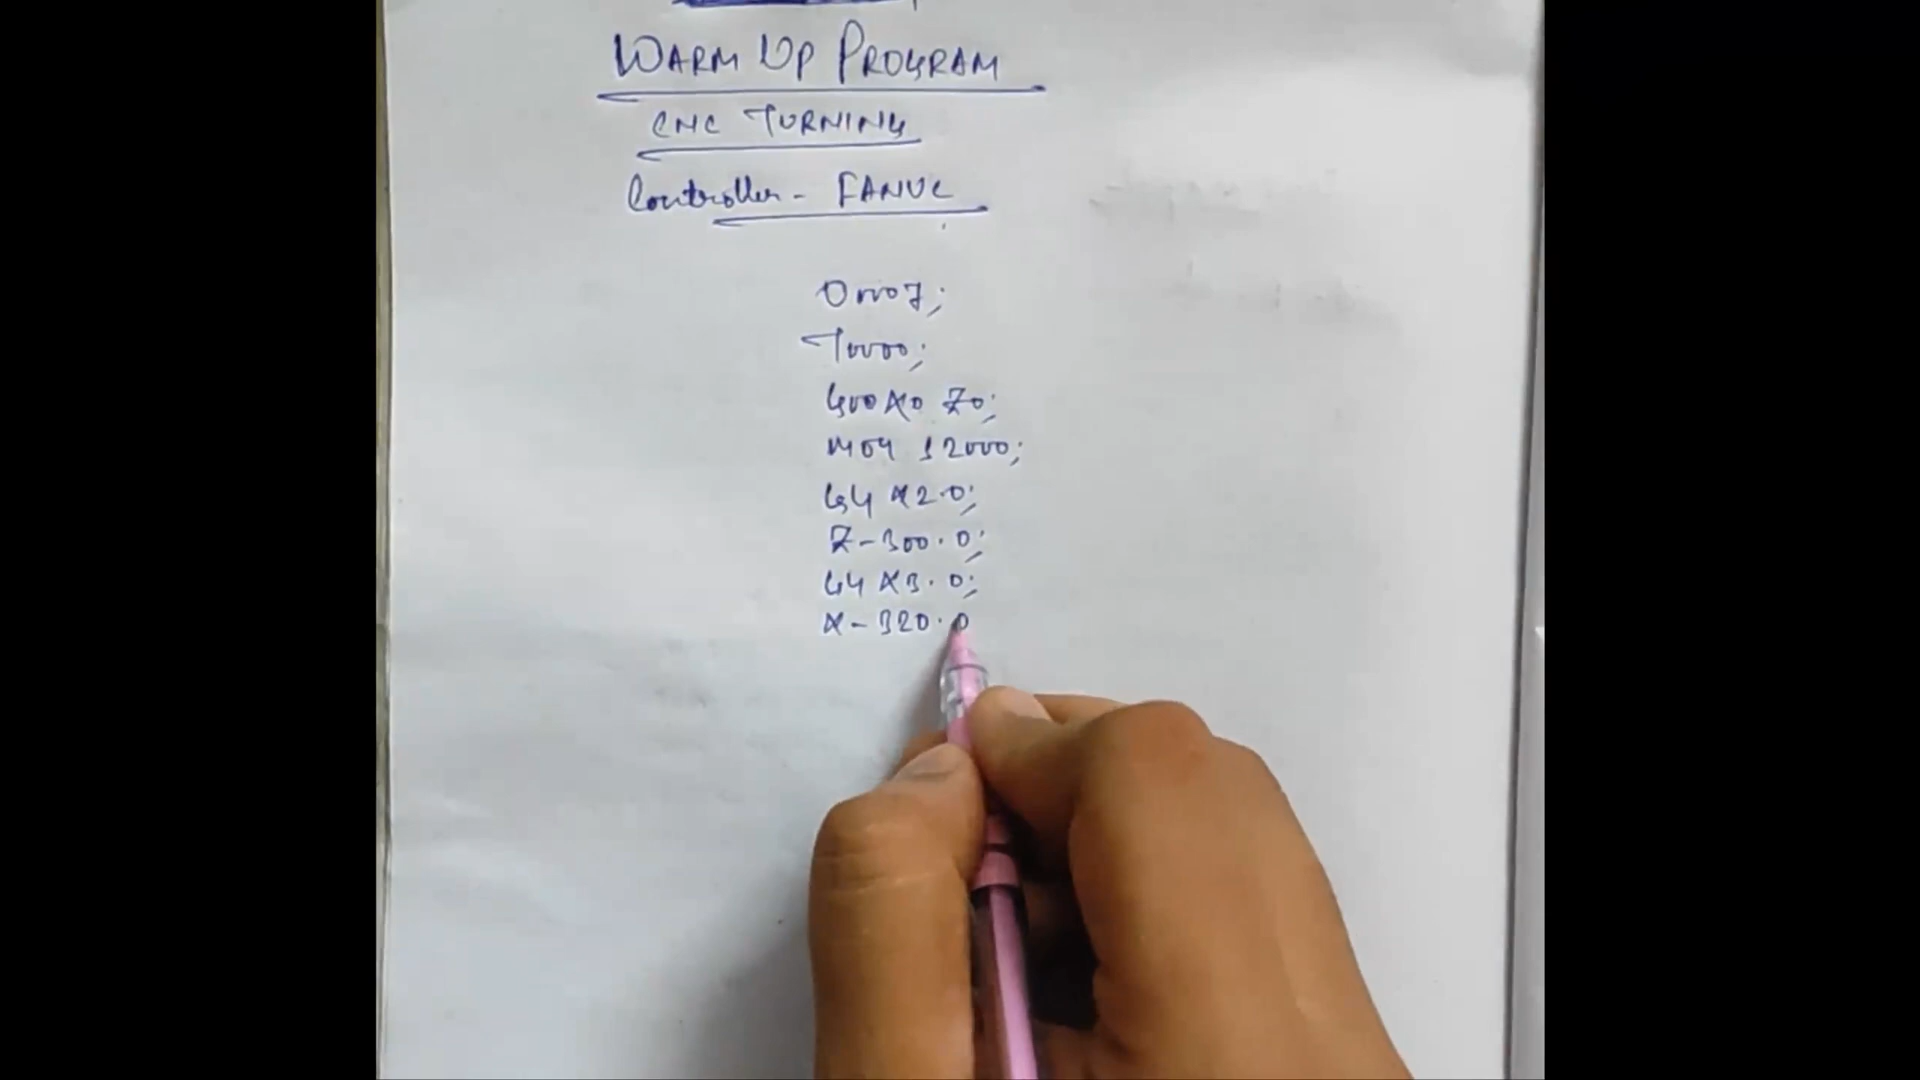 WARM UP PROGRAM
CNC TURNING
Controller - FANUC
O0007;
T0000;
G00 X0 Z0;
M04 S2000;
G4 X2.0;
Z-300.0;
G4 X3.0;
X-320.0